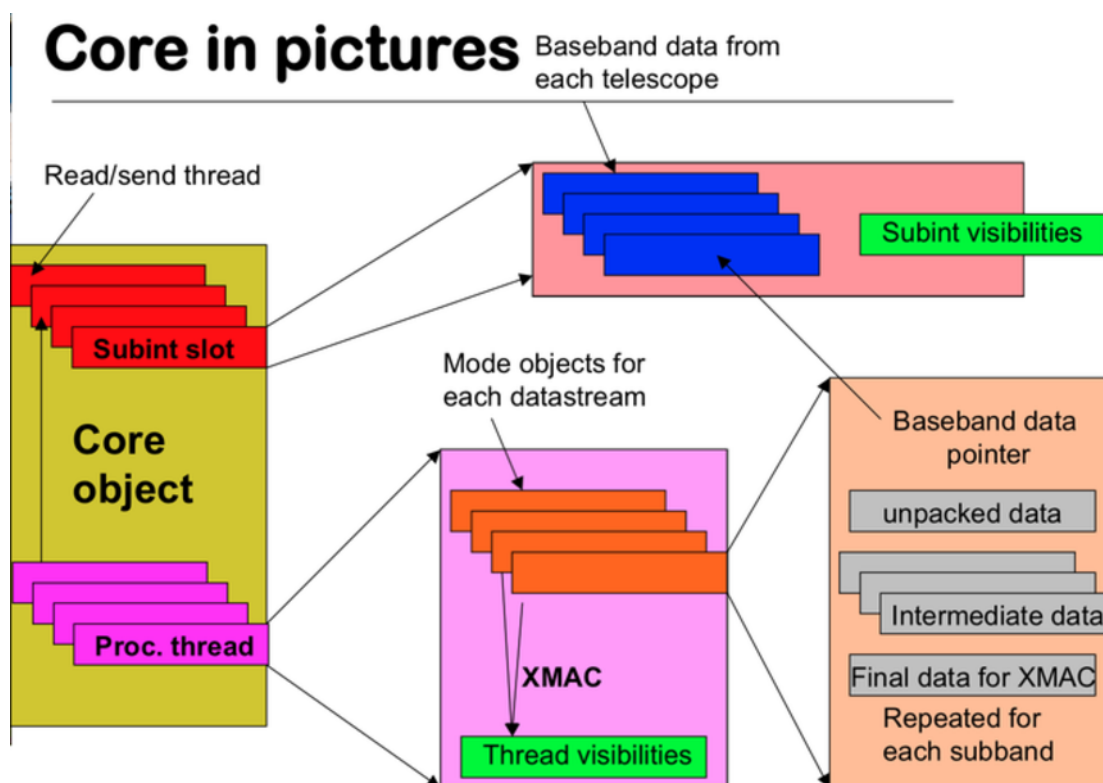 Core in pictures
Baseband data from
each telescope
Read/send thread
Subint visibilities
Subint slot
Mode objects for
each datastream
Core
object
Baseband data
pointer
unpacked data
Intermediate data
Proc. thread
XMAC
Final data for XMAC
Repeated for
each subband
Thread visibilities